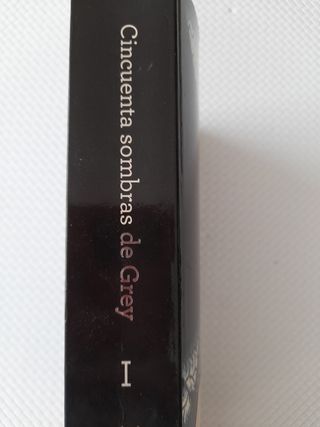 Cincuenta sombras de Grey
I